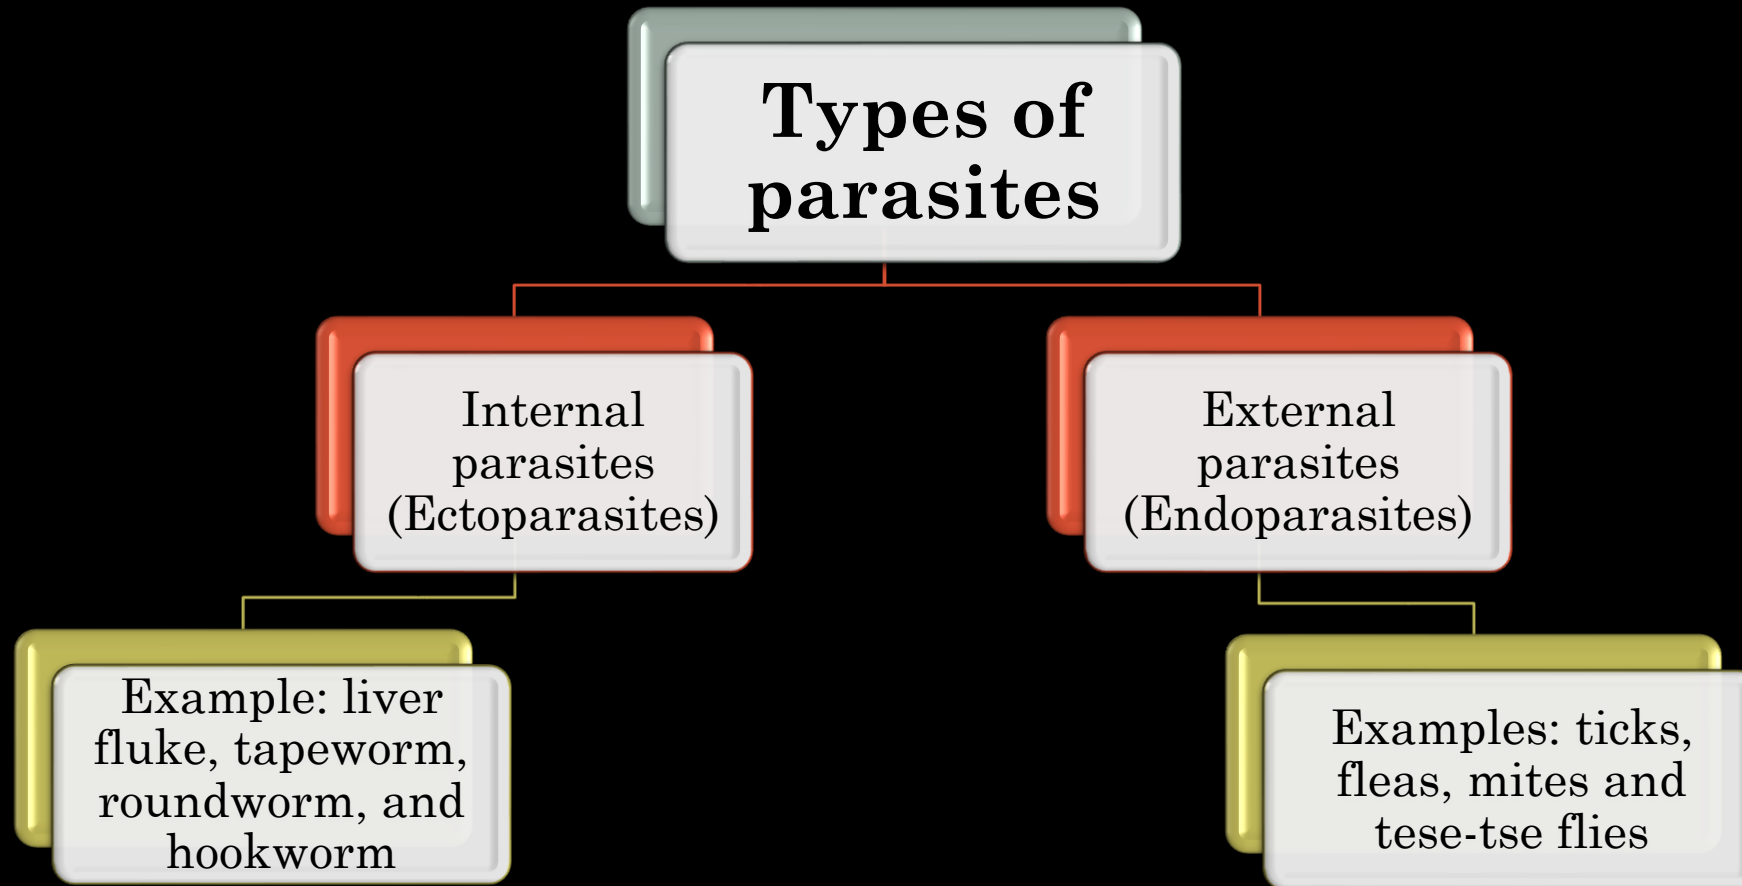 Types of
parasites
Internal
parasites
(Ectoparasites)
External
parasites
(Endoparasites)
Example: liver
fluke, tapeworm,
roundworm, and
hookworm
Examples: ticks,
fleas, mites and
tese-tse flies